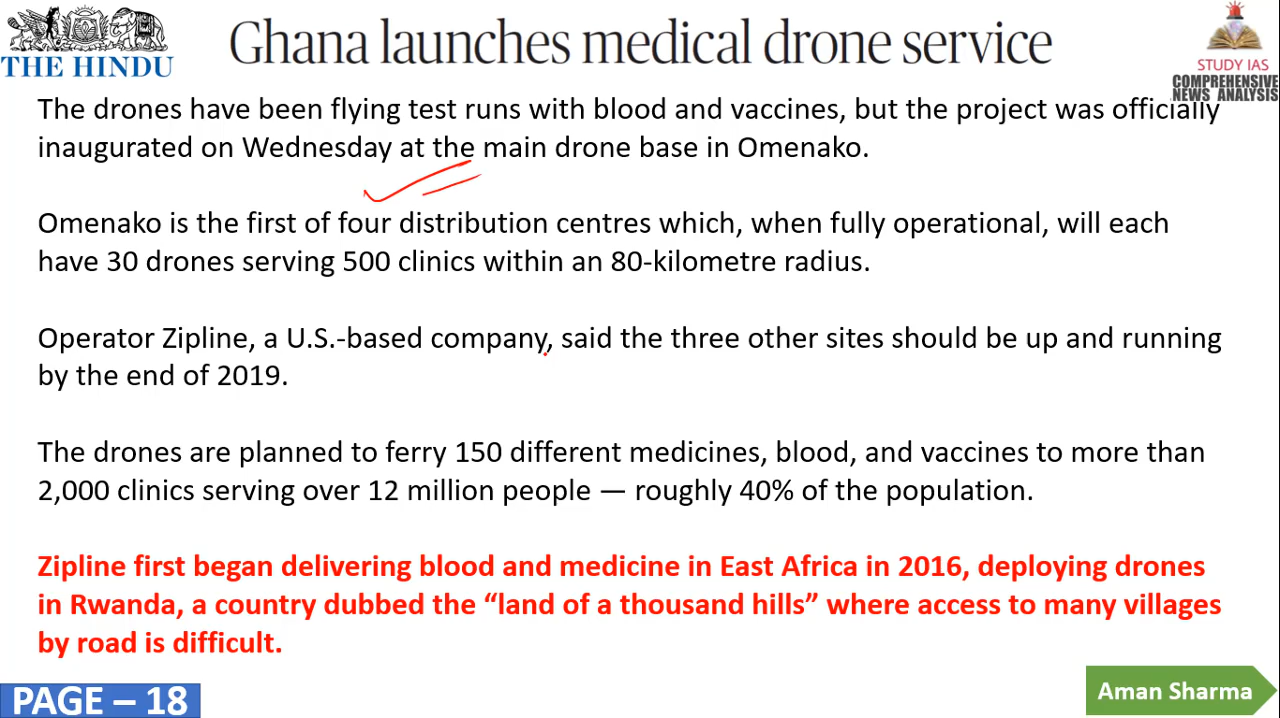 THE HINDU
Ghana launches medical drone service
STUDY IAS
COMPREHENSIVE
NEWS ANALYSIS
The drones have been flying test runs with blood and vaccines, but the project was officially
inaugurated on Wednesday at the main drone base in Omenako.
Omenako is the first of four distribution centres which, when fully operational, will each
have 30 drones serving 500 clinics within an 80-kilometre radius.
Operator Zipline, a U.S.-based company, said the three other sites should be up and running
by the end of 2019.
The drones are planned to ferry 150 different medicines, blood, and vaccines to more than
2,000 clinics serving over 12 million people — roughly 40% of the population.
Zipline first began delivering blood and medicine in East Africa in 2016, deploying drones
in Rwanda, a country dubbed the “land of a thousand hills” where access to many villages
by road is difficult.
PAGE – 18
Aman Sharma